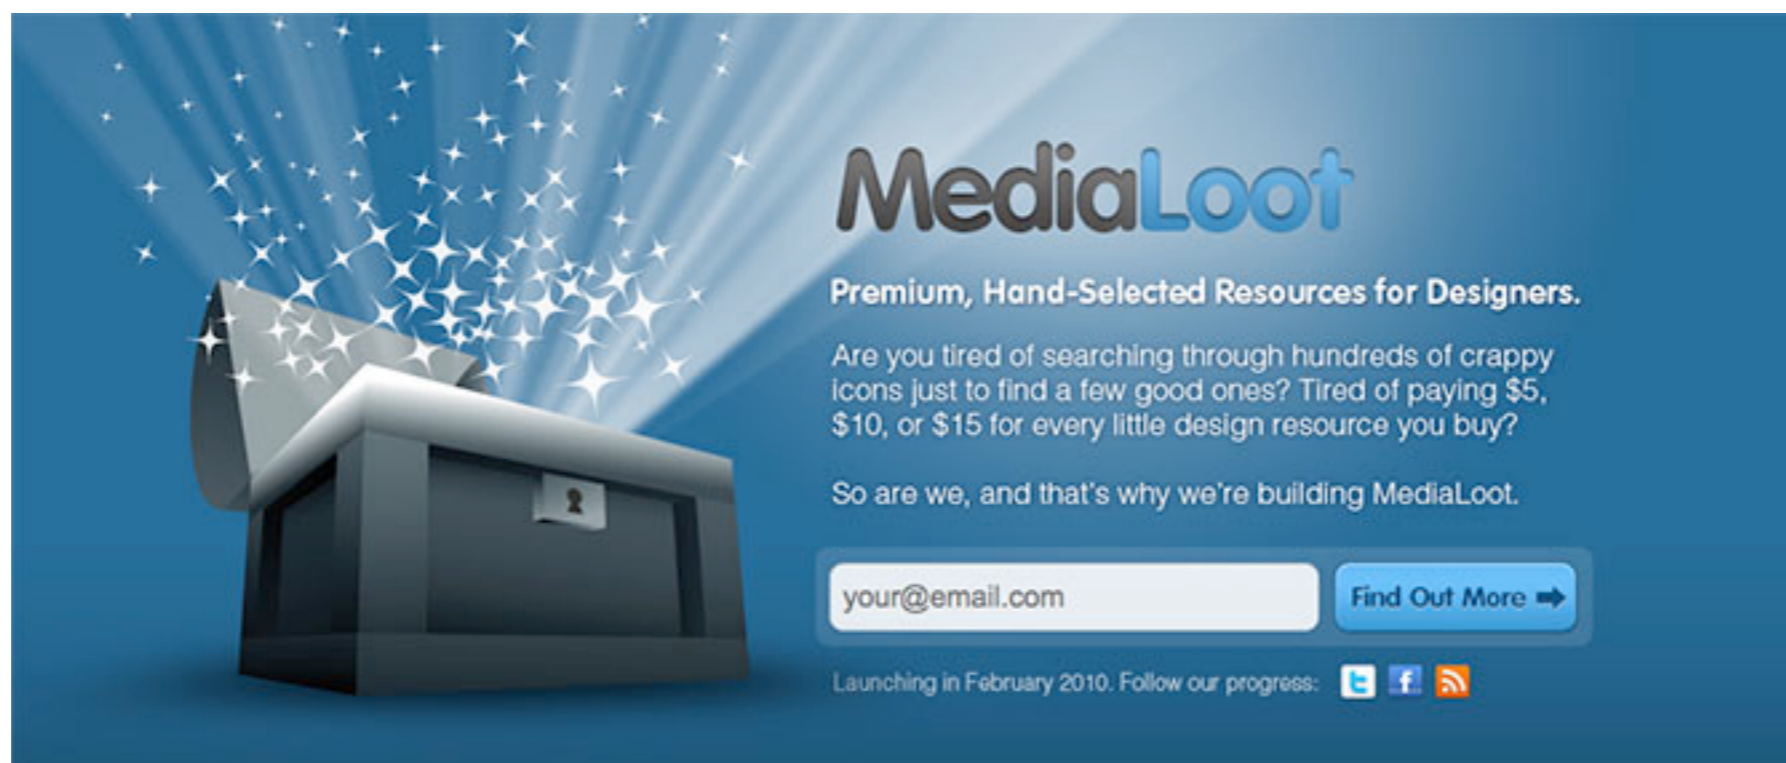 MediaLoot
Premium, Hand-Selected Resources for Designers.
Are you tired of searching through hundreds of crappy
icons just to find a few good ones? Tired of paying $5,
$10, or $15 for every little design resource you buy?
So are we, and that's why we're building MediaLoot.
your@email.com
Find Out More
Launching in February 2010. Follow our progress: